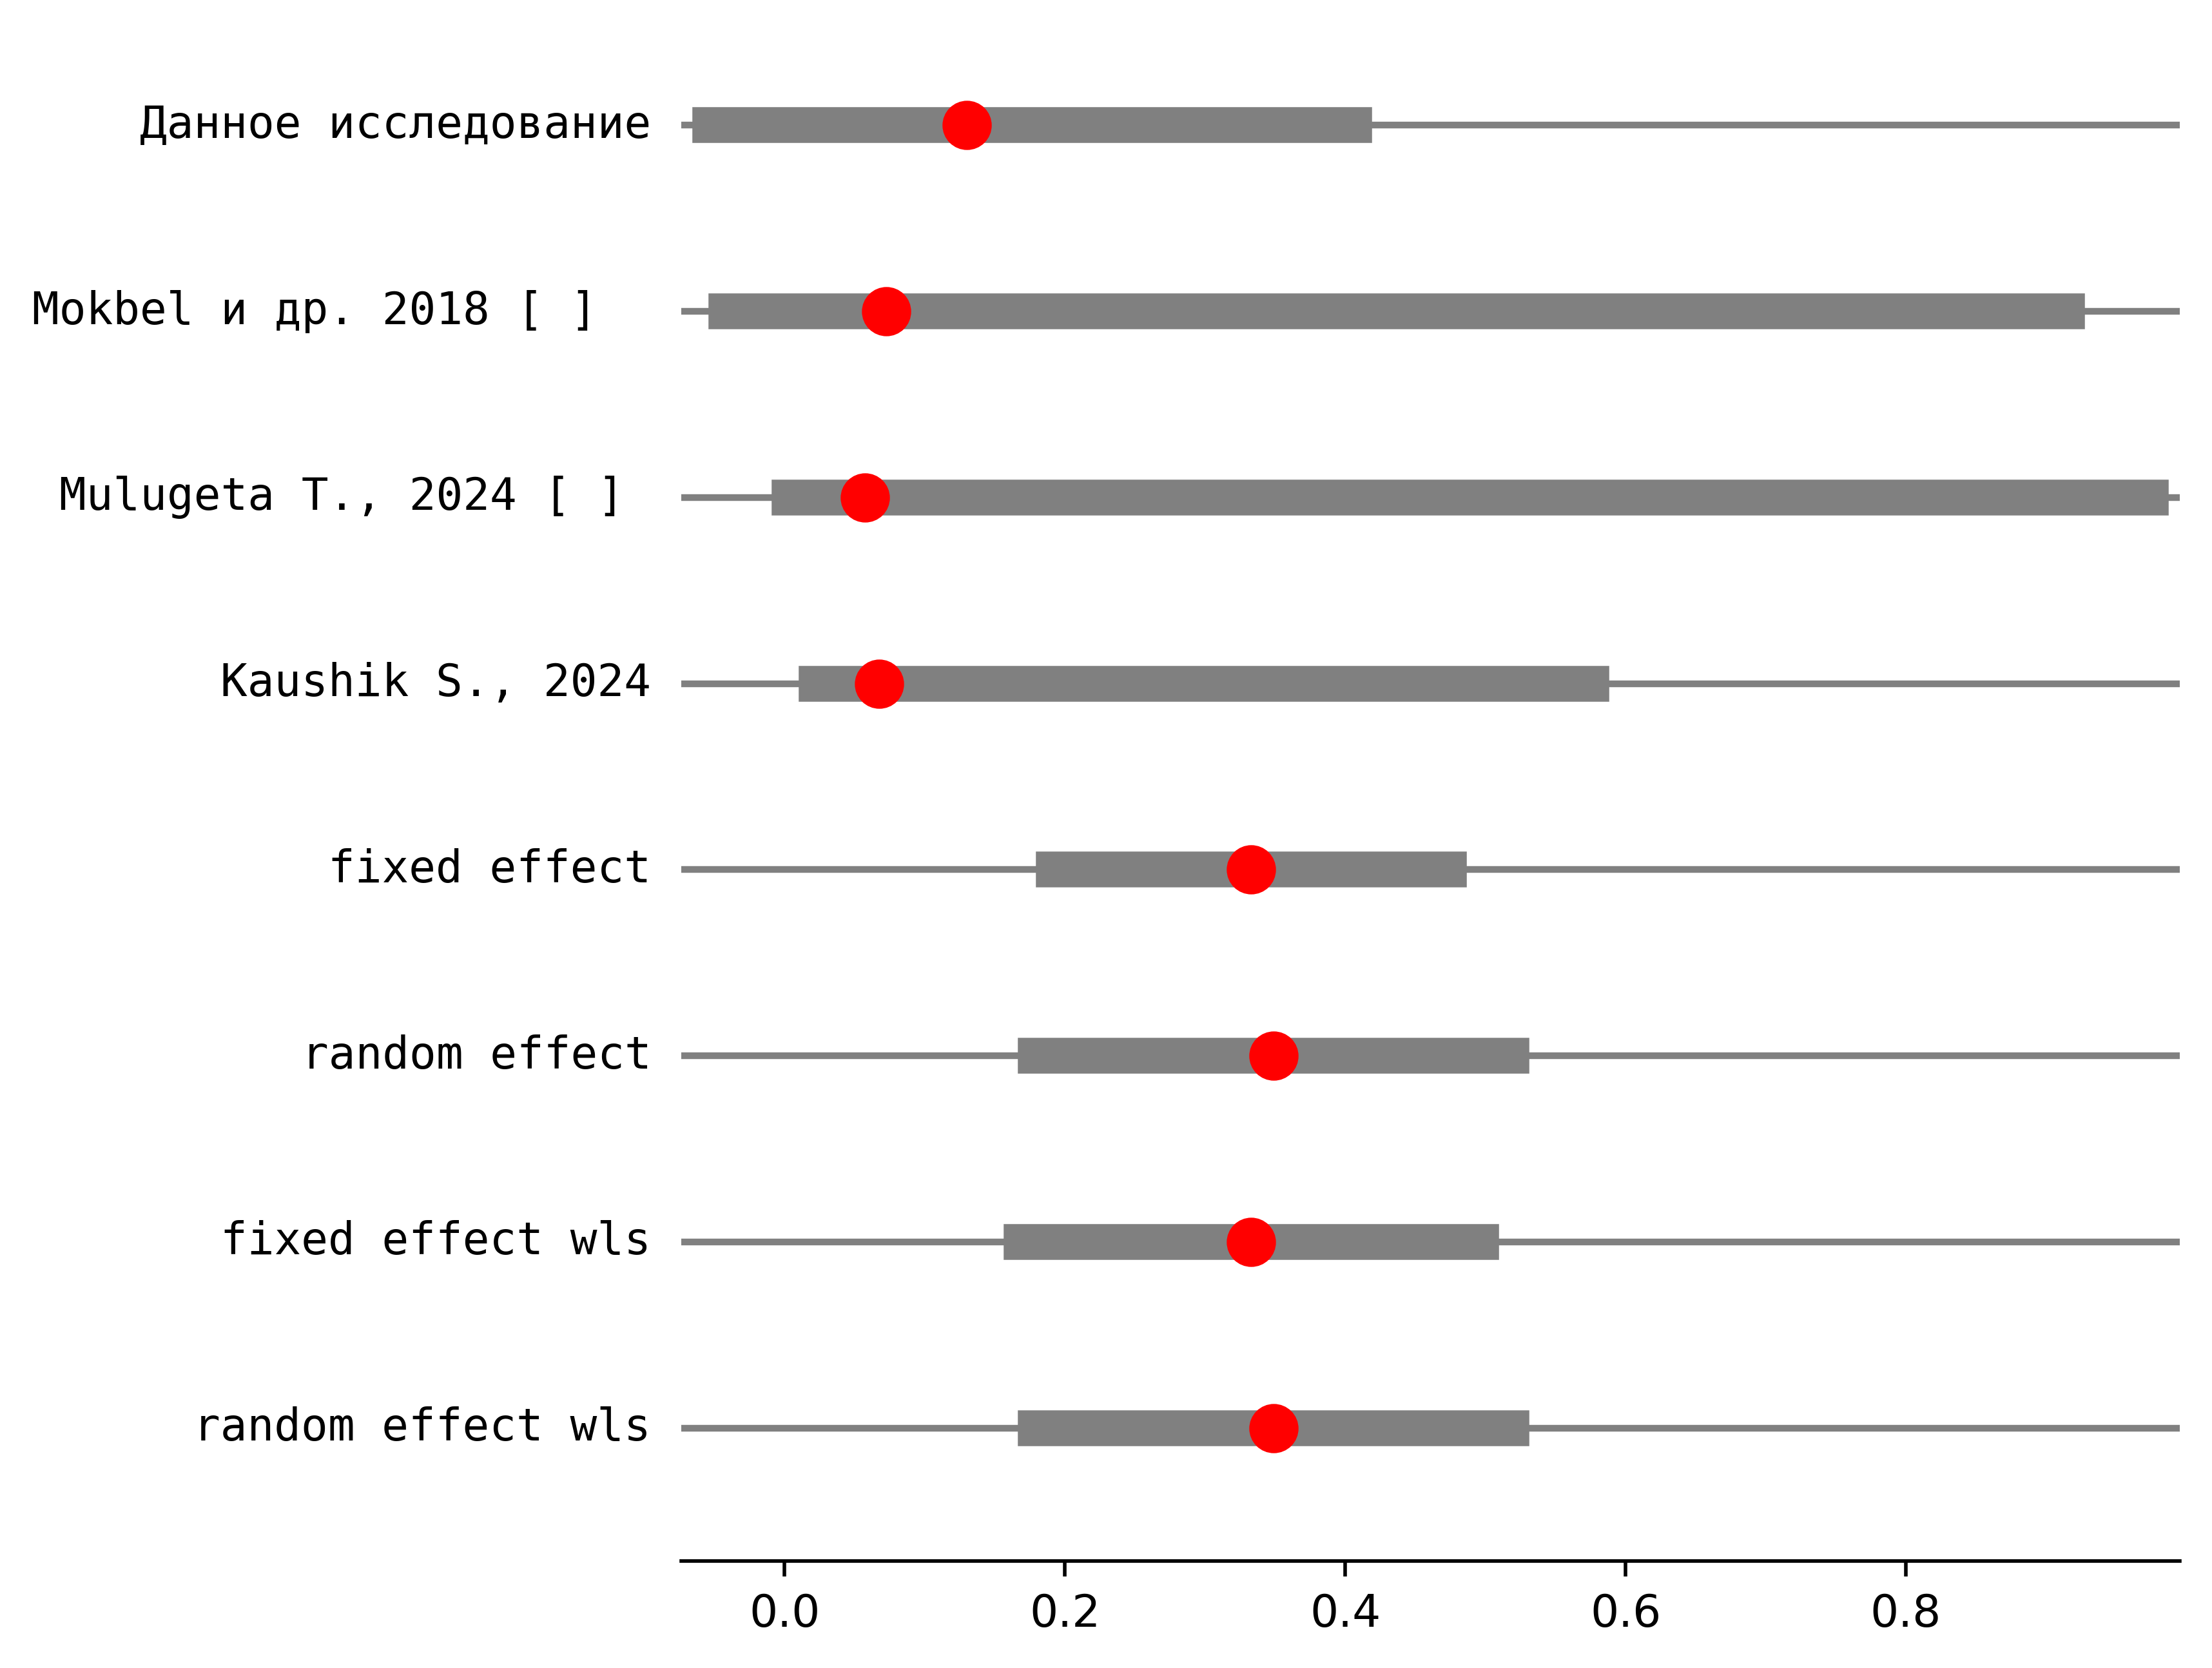 Данное исследование
Mokbel и др. 2018 [ ]
Mulugeta T., 2024 [ ]
Kaushik S., 2024
fixed effect
random effect
fixed effect wls
random effect wls
0.0 0.2 0.4 0.6 0.8